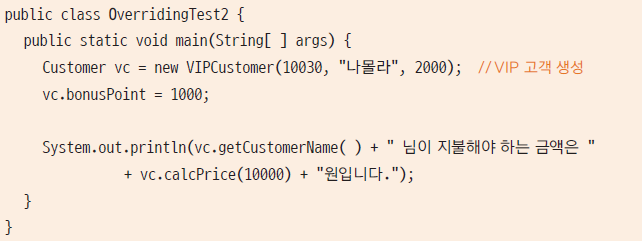 public class OverridingTest2 {
public static void main(String[ ] args) {
Customer vc = new VIPCustomer(10030, "나몰라", 2000); //VIP 고객 생성
vc.bonusPoint = 1000;
System.out.println(vc.getCustomerName( ) + " 님이 지불해야 하는 금액은 "
+ vc.calcPrice(10000) + "원입니다.");
}
}